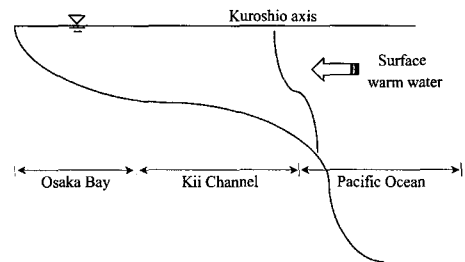 Kuroshio axis
Surface
warm water
Osaka Bay
Kii Channel
Pacific Ocean